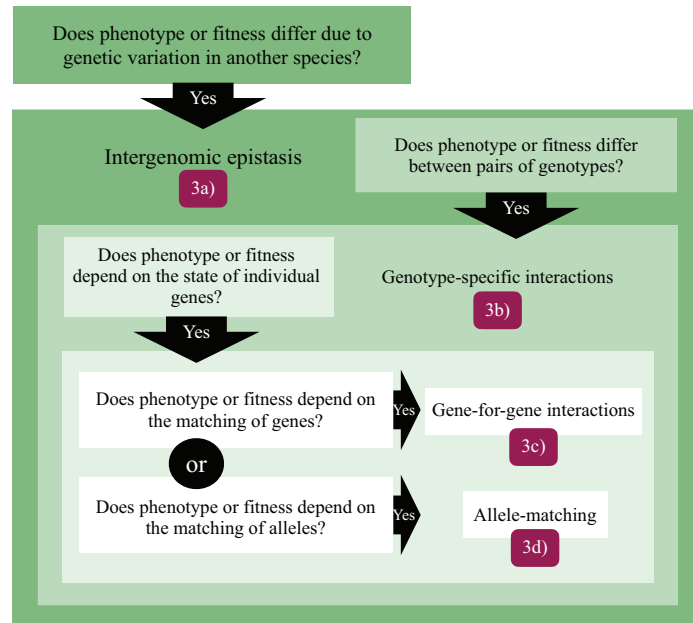 Does phenotype or fitness differ due to
genetic variation in another species?
Yes
Intergenomic epistasis
3a)
Does phenotype or fitness differ
between pairs of genotypes?
Yes
Genotype-specific interactions
3b)
Does phenotype or fitness
depend on the state of individual
genes?
Yes
Does phenotype or fitness depend on
the matching of genes?
Yes
Gene-for-gene interactions
3c)
or
Does phenotype or fitness depend on
the matching of alleles?
Yes
Allele-matching
3d)